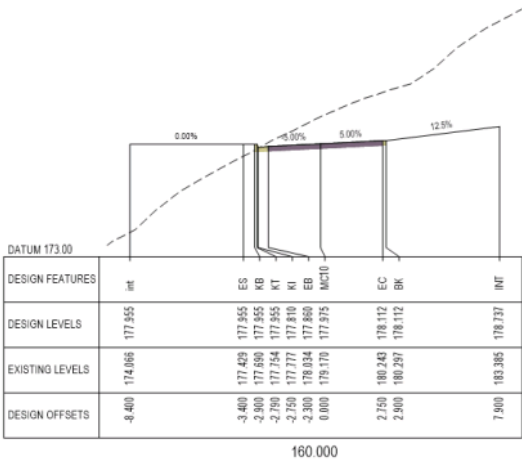 0.00%
-5.00%
5.00%
12.5%
DATUM 173.00
DESIGN FEATURES int ES KB KT KI EB MC10 EC BK INT
DESIGN LEVELS 177.955 177.955 177.955 177.955 177.810 177.860 177.975 178.112 178.112 178.737
EXISTING LEVELS 174.066 177.429 177.690 177.754 177.777 178.034 179.170 180.243 180.297 183.385
DESIGN OFFSETS -8.400 -3.400 -2.900 -2.790 -2.750 -2.300 0.000 2.750 2.900 7.900
160.000